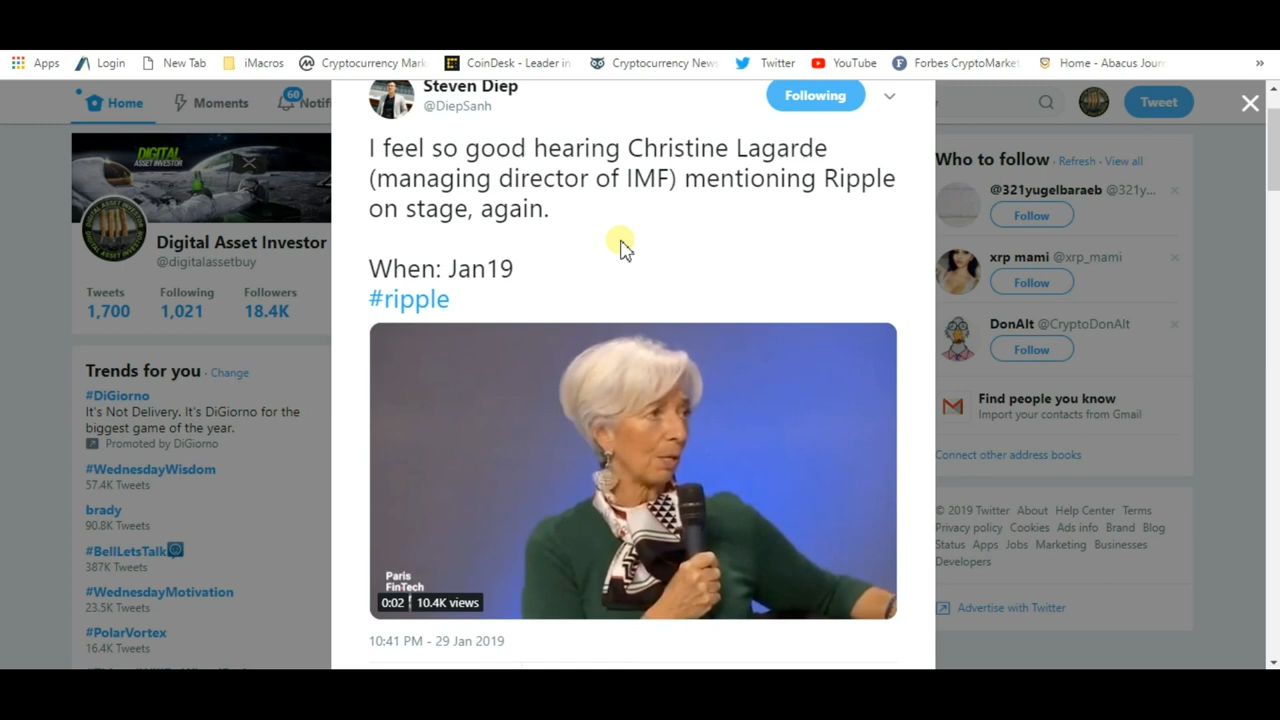 Apps
Login
New Tab
iMacros
Cryptocurrency Mark
CoinDesk - Leader in
Cryptocurrency News
Twitter
YouTube
Forbes CryptoMarket
Home - Abacus Jour
»
Home
Moments
60
Notifi
Tweet
Steven Diep
@DiepSanh
Following
I feel so good hearing Christine Lagarde
(managing director of IMF) mentioning Ripple
on stage, again.
When: Jan19
#ripple
Paris
FinTech
0:02
10.4K views
10:41 PM - 29 Jan 2019
DIGITAL
ASSET INVESTOR
Digital Asset Investor
@digitalassetbuy
Tweets Following Followers
1,700 1,021 18.4K
Trends for you · Change
#DiGiorno
It's Not Delivery. It's DiGiorno for the
biggest game of the year.
Promoted by DiGiorno
#WednesdayWisdom
57.4K Tweets
brady
90.8K Tweets
#BellLetsTalk
387K Tweets
#WednesdayMotivation
23.5K Tweets
#PolarVortex
16.4K Tweets
Who to follow · Refresh · View all
@321yugelbaraeb @321y...
Follow
xrp mami @xrp_mami
Follow
DonAlt @CryptoDonAlt
Follow
Find people you know
Import your contacts from Gmail
Connect other address books
© 2019 Twitter About Help Center Terms
Privacy policy Cookies Ads info Brand Blog
Status Apps Jobs Marketing Businesses
Developers
Advertise with Twitter